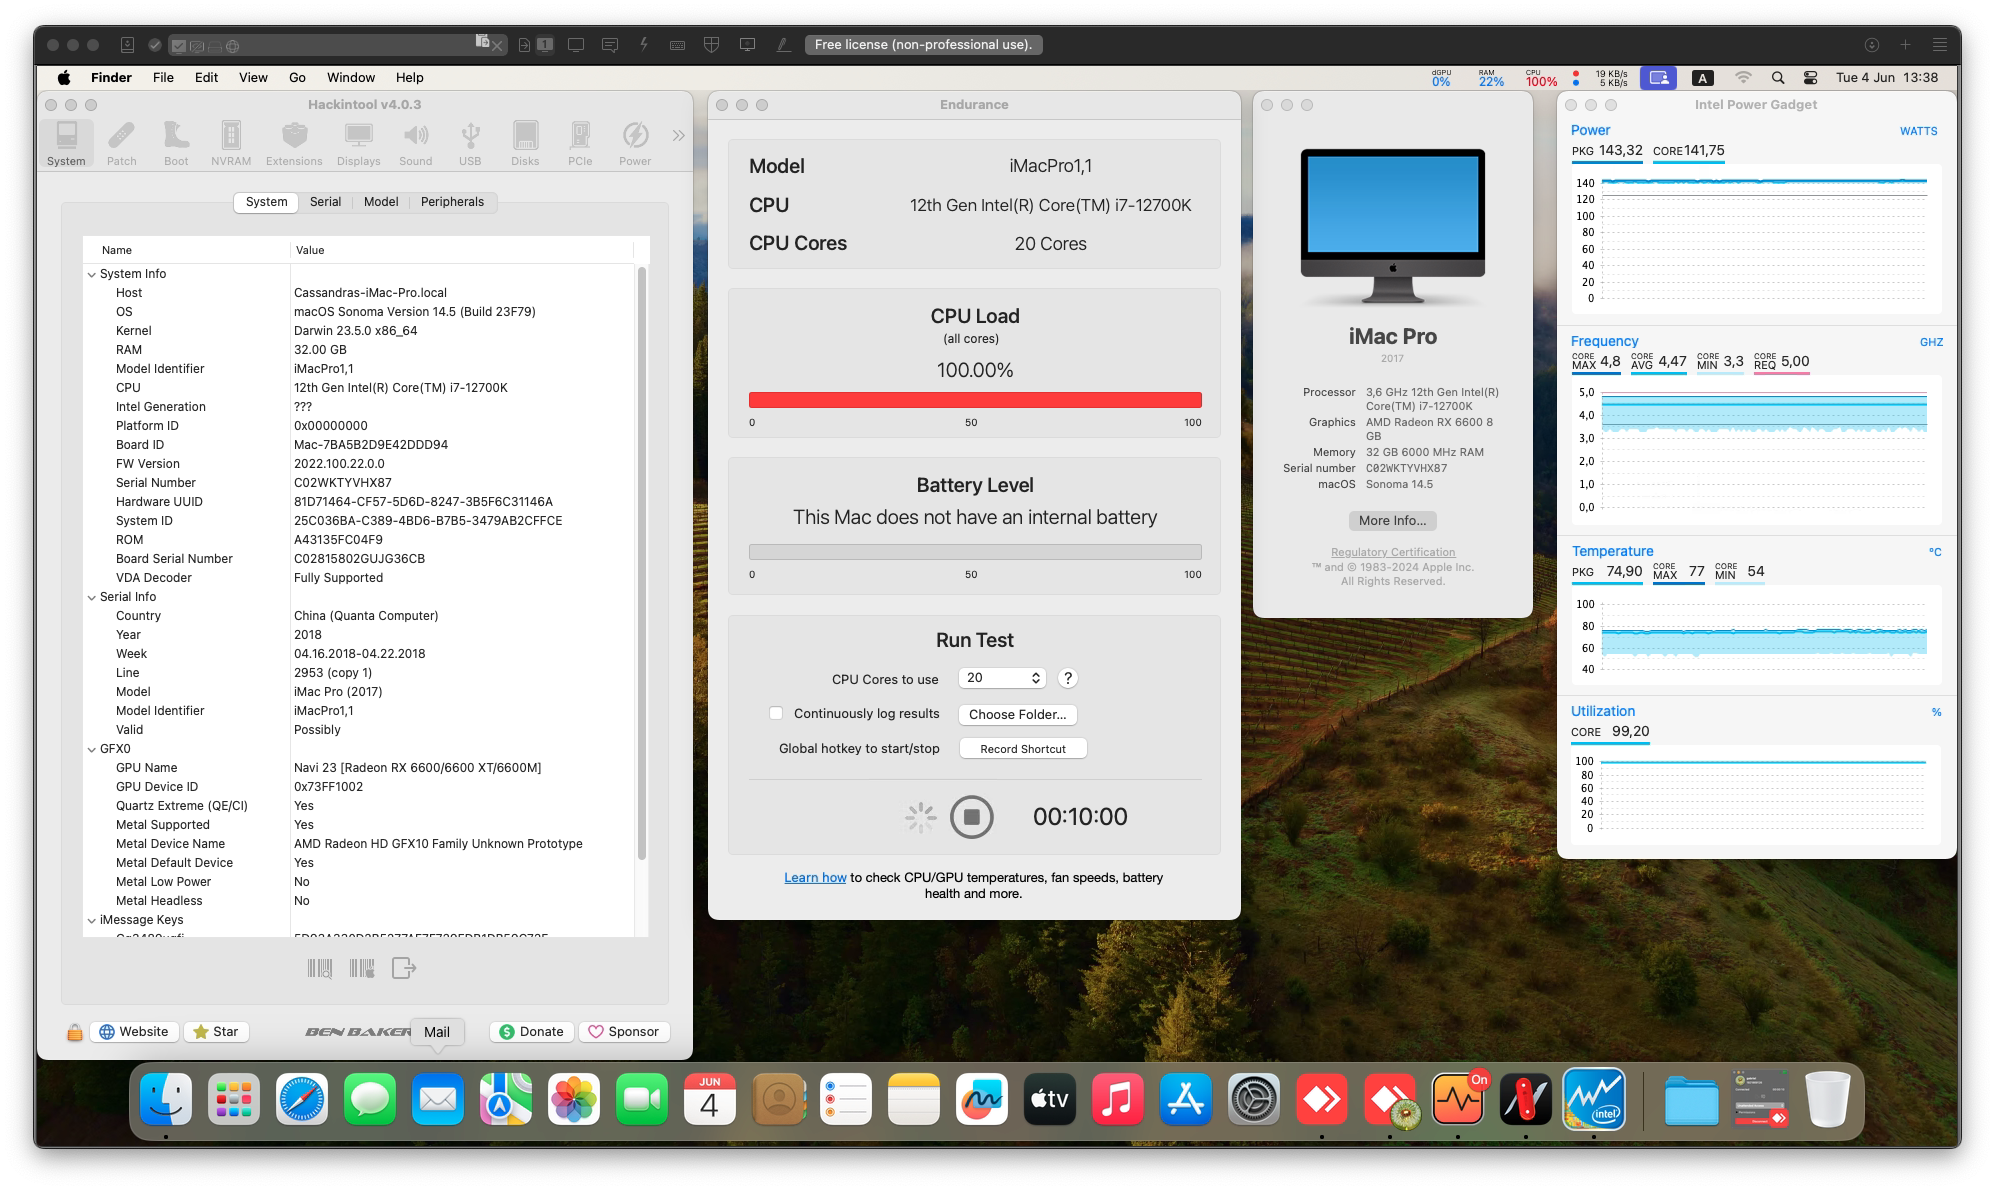 1
Free license (non-professional use).
Finder File Edit View Go Window Help
dGPU 0% RAM 22% CPU 100% 19 KB/s 5 KB/s A Tue 4 Jun 13:38
Hackintool v4.0.3
System Patch Boot NVRAM Extensions Displays Sound USB Disks PCIe Power
System Serial Model Peripherals
Name Value
System Info
Host Cassandras-iMac-Pro.local
OS macOS Sonoma Version 14.5 (Build 23F79)
Kernel Darwin 23.5.0 x86_64
RAM 32.00 GB
Model Identifier iMacPro1,1
CPU 12th Gen Intel(R) Core(TM) i7-12700K
Intel Generation ???
Platform ID 0x00000000
Board ID Mac-7BA5B2D9E42DDD94
FW Version 2022.100.22.0.0
Serial Number C02WKTYVHX87
Hardware UUID 81D71464-CF57-5D6D-8247-3B5F6C31146A
System ID 25C036BA-C389-4BD6-B7B5-3479AB2CFFCE
ROM A43135FC04F9
Board Serial Number C02815802GUJG36CB
VDA Decoder Fully Supported
Serial Info
Country China (Quanta Computer)
Year 2018
Week 04.16.2018-04.22.2018
Line 2953 (copy 1)
Model iMac Pro (2017)
Model Identifier iMacPro1,1
Valid Possibly
GFX0
GPU Name Navi 23 [Radeon RX 6600/6600 XT/6600M]
GPU Device ID 0x73FF1002
Quartz Extreme (QE/CI) Yes
Metal Supported Yes
Metal Device Name AMD Radeon HD GFX10 Family Unknown Prototype
Metal Default Device Yes
Metal Low Power No
Metal Headless No
iMessage Keys
Website Star BEN BAKER Mail Donate Sponsor
Endurance
Model iMacPro1,1
CPU 12th Gen Intel(R) Core(TM) i7-12700K
CPU Cores 20 Cores
CPU Load
(all cores)
100.00%
0 50 100
Battery Level
This Mac does not have an internal battery
0 50 100
Run Test
CPU Cores to use 20 ?
Continuously log results Choose Folder...
Global hotkey to start/stop Record Shortcut
00:10:00
Learn how to check CPU/GPU temperatures, fan speeds, battery
health and more.
iMac Pro
2017
Processor 3,6 GHz 12th Gen Intel(R)
Core(TM) i7-12700K
Graphics AMD Radeon RX 6600 8
GB
Memory 32 GB 6000 MHz RAM
Serial number C02WKTYVHX87
macOS Sonoma 14.5
More Info...
Regulatory Certification
™ and © 1983-2024 Apple Inc.
All Rights Reserved.
Intel Power Gadget
Power WATTS
PKG 143,32 CORE 141,75
140
120
100
80
60
40
20
0
Frequency GHZ
CORE MAX 4,8 CORE AVG 4,47 CORE MIN 3,3 CORE REQ 5,00
5,0
4,0
3,0
2,0
1,0
0,0
Temperature °C
PKG 74,90 CORE MAX 77 CORE MIN 54
100
80
60
40
Utilization %
CORE 99,20
100
80
60
40
20
0
JUN
4
tv
On
intel